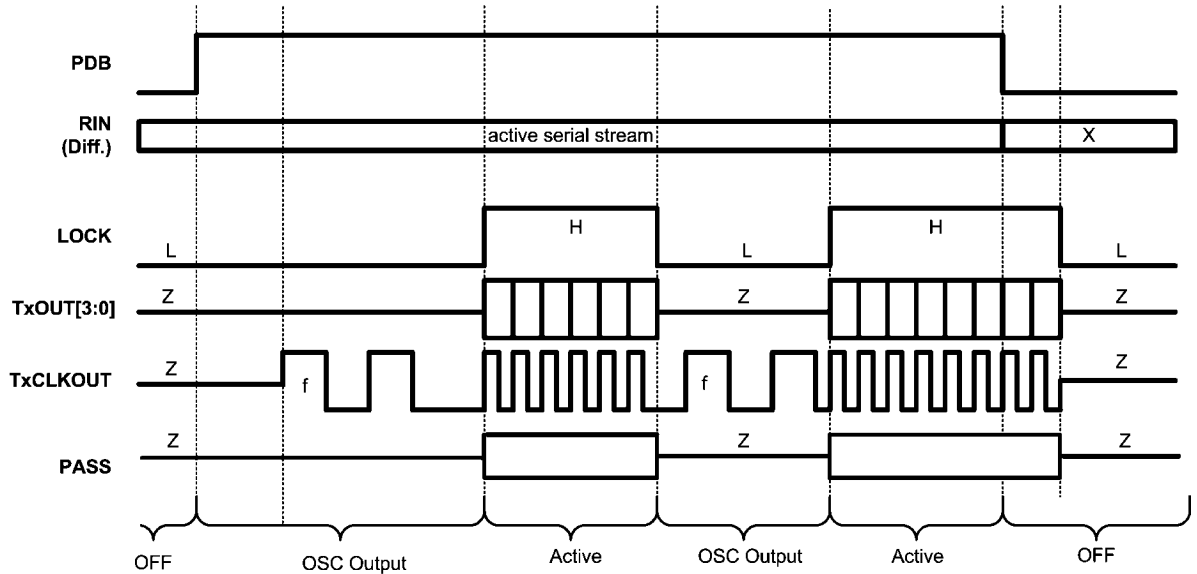 PDB
RIN
(Diff.)
active serial stream
X
LOCK
L
H
L
H
L
TxOUT[3:0]
Z
Z
Z
TxCLKOUT
Z
f
f
Z
PASS
Z
Z
Z
OFF
OSC Output
Active
OSC Output
Active
OFF